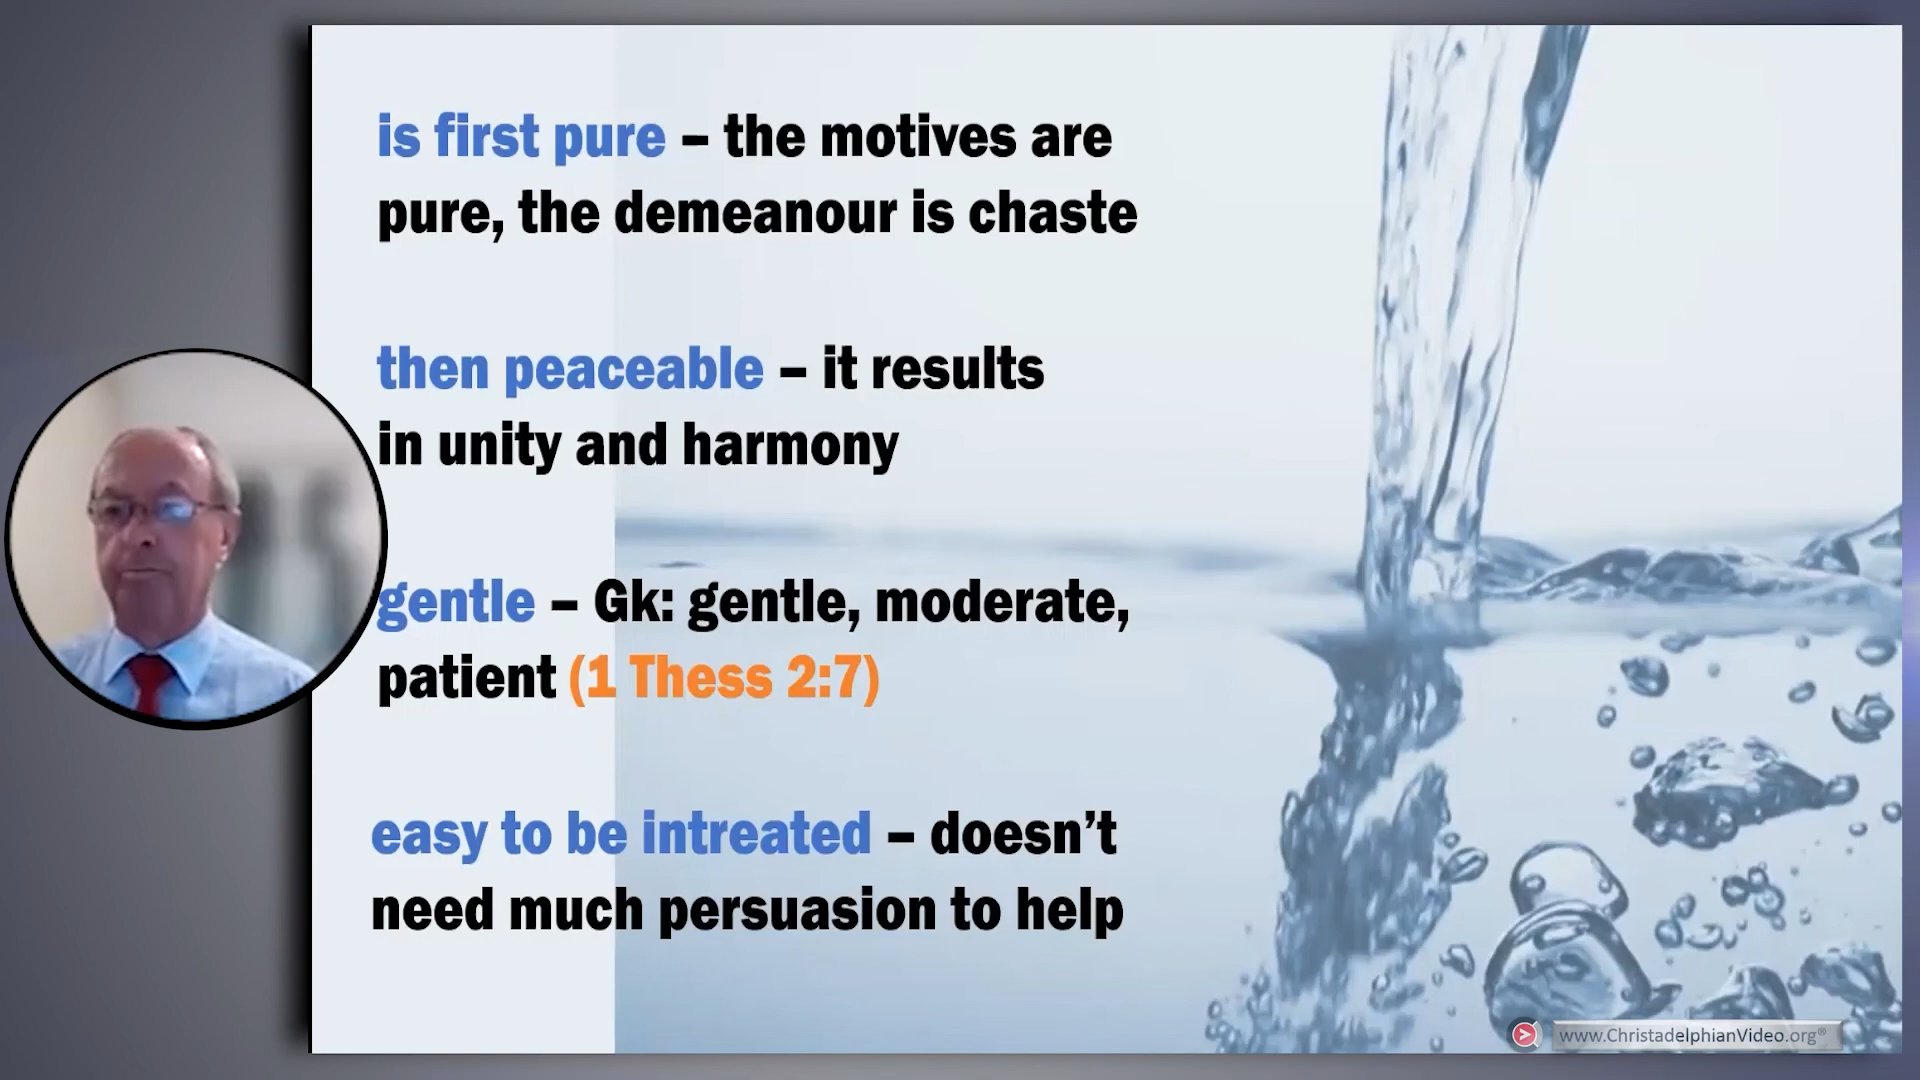 is first pure – the motives are
pure, the demeanour is chaste
then peaceable – it results
in unity and harmony
gentle – Gk: gentle, moderate,
patient (1 Thess 2:7)
easy to be intreated – doesn’t
need much persuasion to help
www.ChristadelphianVideo.org®